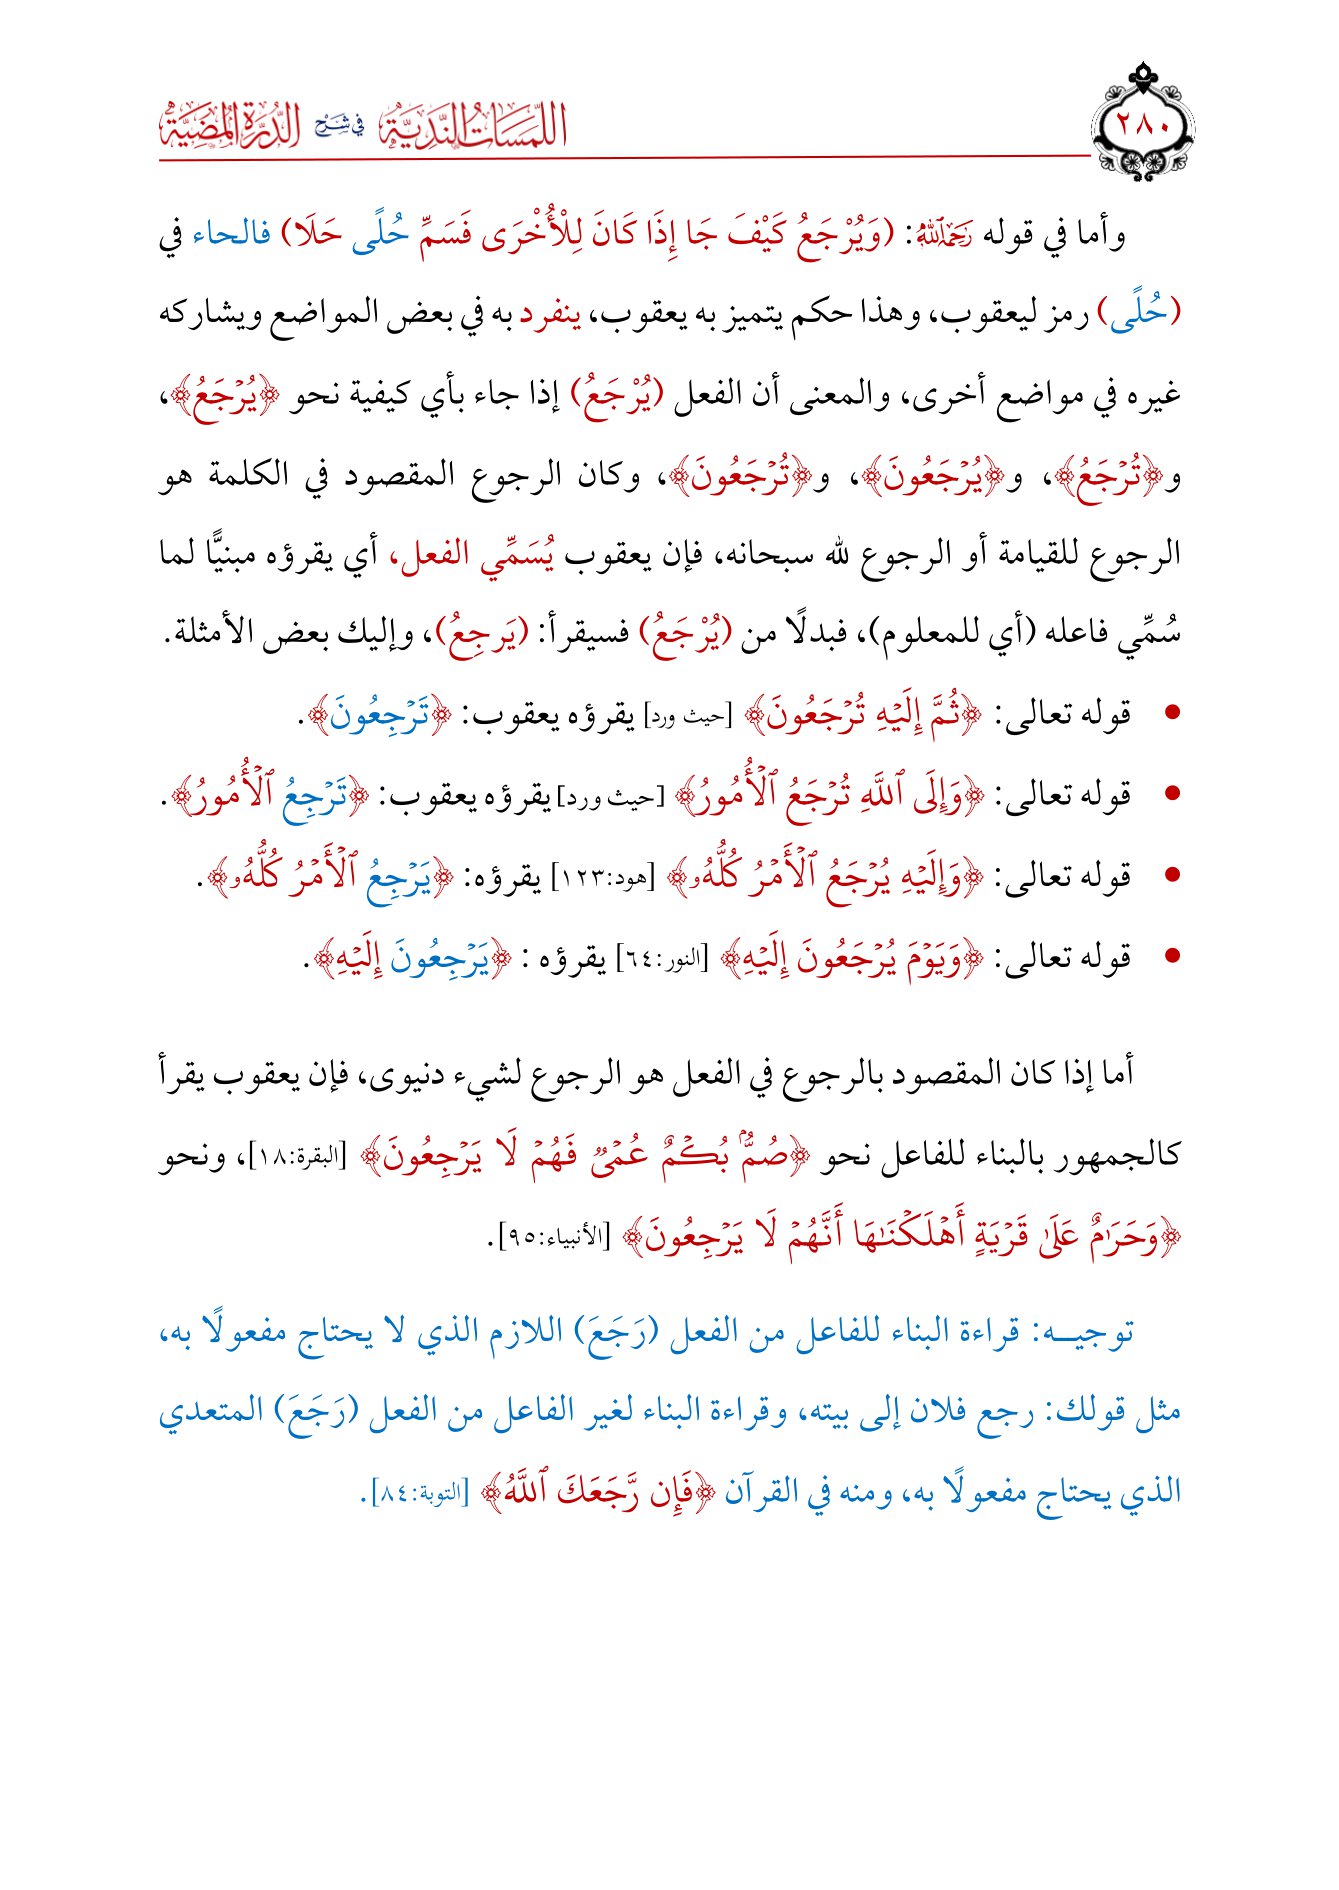 اللمسات الندية في شرح الدرة المضية
٢٨٠
وأما في قوله رَحِمَهُ ٱللَّهُ: (وَيُرْجَعُ كَيْفَ جَا إِذَا كَانَ لِلْأُخْرَى فَسَمِّ حُلًى حَلَا) فالحاء في
(حُلًى) رمز ليعقوب، وهذا حكم يتميز به يعقوب، ينفرد به في بعض المواضع ويشاركه
غيره في مواضع أخرى، والمعنى أن الفعل (يُرْجَعُ) إذا جاء بأي كيفية نحو ﴿يُرۡجَعُ﴾،
و﴿تُرۡجَعُ﴾، و﴿يُرۡجَعُونَ﴾، و﴿تُرۡجَعُونَ﴾، وكان الرجوع المقصود في الكلمة هو
الرجوع للقيامة أو الرجوع لله سبحانه، فإن يعقوب يُسَمِّي الفعل، أي يقرؤه مبنيًّا لما
سُمِّي فاعله (أي للمعلوم)، فبدلًا من (يُرْجَعُ) فسيقرأ: (يَرجِعُ)، وإليك بعض الأمثلة.
• قوله تعالى: ﴿ثُمَّ إِلَيۡهِ تُرۡجَعُونَ﴾ [حيث ورد] يقرؤه يعقوب: ﴿تَرۡجِعُونَ﴾.
• قوله تعالى: ﴿وَإِلَى ٱللَّهِ تُرۡجَعُ ٱلۡأُمُورُ﴾ [حيث ورد] يقرؤه يعقوب: ﴿تَرۡجِعُ ٱلۡأُمُورُ﴾.
• قوله تعالى: ﴿وَإِلَيۡهِ يُرۡجَعُ ٱلۡأَمۡرُ كُلُّهُۥ﴾ [هود:١٢٣] يقرؤه: ﴿يَرۡجِعُ ٱلۡأَمۡرُ كُلُّهُۥ﴾.
• قوله تعالى: ﴿وَيَوۡمَ يُرۡجَعُونَ إِلَيۡهِ﴾ [النور:٦٤] يقرؤه : ﴿يَرۡجِعُونَ إِلَيۡهِ﴾.
أما إذا كان المقصود بالرجوع في الفعل هو الرجوع لشيء دنيوى، فإن يعقوب يقرأ
كالجمهور بالبناء للفاعل نحو ﴿صُمُّۢ بُكۡمٌ عُمۡيٞ فَهُمۡ لَا يَرۡجِعُونَ﴾ [البقرة:١٨]، ونحو
﴿وَحَرَٰمٌ عَلَىٰ قَرۡيَةٍ أَهۡلَكۡنَٰهَا أَنَّهُمۡ لَا يَرۡجِعُونَ﴾ [الأنبياء:٩٥].
توجيـــه: قراءة البناء للفاعل من الفعل (رَجَعَ) اللازم الذي لا يحتاج مفعولًا به،
مثل قولك: رجع فلان إلى بيته، وقراءة البناء لغير الفاعل من الفعل (رَجَعَ) المتعدي
الذي يحتاج مفعولًا به، ومنه في القرآن ﴿فَإِن رَّجَعَكَ ٱللَّهُ﴾ [التوبة:٨٤].